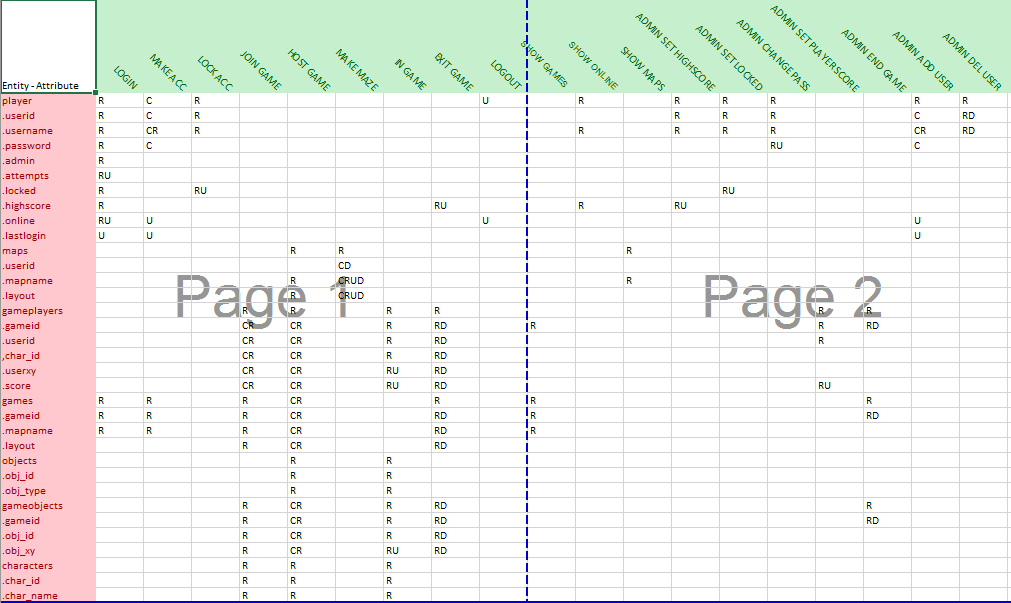 LOGIN MAKE ACC LOCK ACC JOIN GAME HOST GAME MAKE MAZE IN GAME EXIT GAME LOGOUT SHOW GAMES SHOW ONLINE SHOW MAPS ADMIN SET HIGHSCORE ADMIN SET LOCKED ADMIN CHANGE PASS ADMIN SET PLAYER SCORE ADMIN END GAME ADMIN ADD USER ADMIN DEL USER
Entity - Attribute
player R C R U R R R R R R
.userid R C R R R R C RD
.username R CR R R R R R CR RD
.password R C RU C
.admin R
.attempts RU
.locked R RU RU
.highscore R RU R RU
.online RU U U U
.lastlogin U U U
maps R R R
.userid CD
.mapname R CRUD R
.layout R CRUD
Page 1 Page 2
gameplayers R R R R R R
.gameid CR CR R RD R R RD
.userid CR CR R RD R
,char_id CR CR R RD
.userxy CR CR RU RD
.score CR CR RU RD RU
games R R R CR R R R
.gameid R R R CR RD R RD
.mapname R R R CR RD R
.layout R CR RD
objects R R
.obj_id R R
.obj_type R R
gameobjects R CR R RD R
.gameid R CR R RD RD
.obj_id R CR R RD
.obj_xy R CR RU RD
characters R R R
.char_id R R R
.char_name R R R